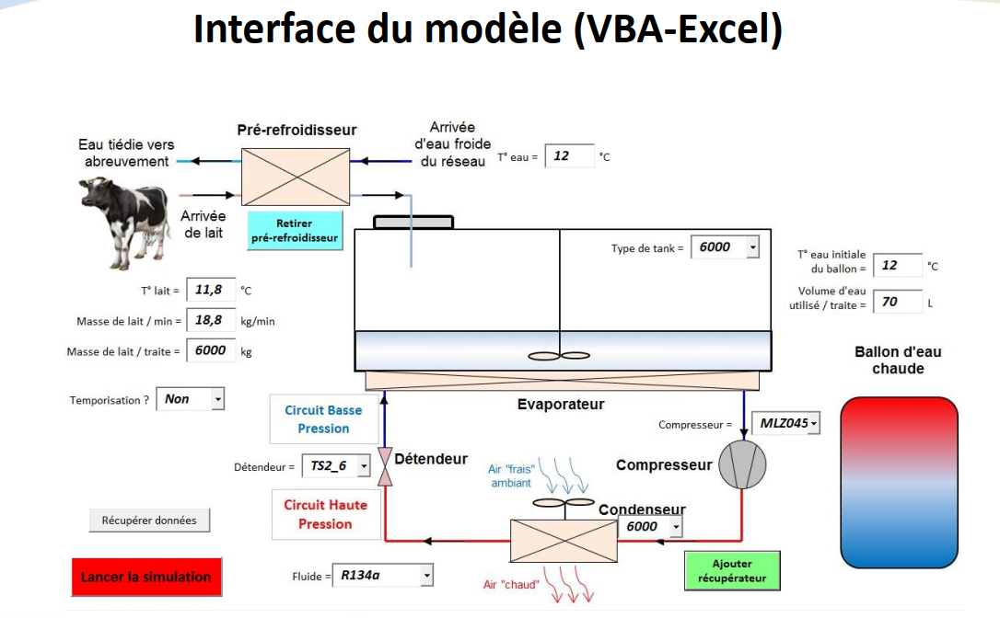 Interface du modèle (VBA-Excel)
Pré-refroidisseur
Arrivée
d'eau froide
du réseau
T° eau = 12 °C
Eau tiédie vers
abreuvement
Arrivée
de lait
Retirer
pré-refroidisseur
Type de tank = 6000
T° eau initiale
du ballon = 12 °C
Volume d'eau
utilisé / traite = 70 L
T° lait = 11,8 °C
Masse de lait / min = 18,8 kg/min
Masse de lait / traite = 6000 kg
Temporisation ? Non
Ballon d'eau
chaude
Evaporateur
Circuit Basse
Pression
Compresseur = MLZ045
Détendeur = TS2_6
Détendeur
Air "frais"
ambiant
Compresseur
Circuit Haute
Pression
Condenseur
6000
Récupérer données
Lancer la simulation
Fluide = R134a
Air "chaud"
Ajouter
récupérateur